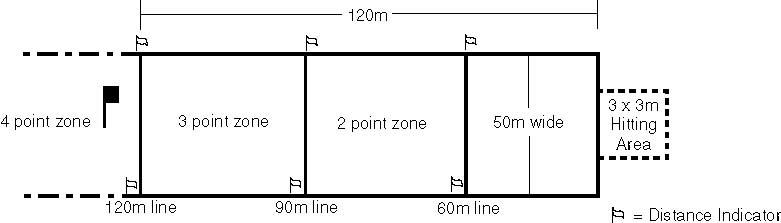 120m
4 point zone
3 point zone
2 point zone
50m wide
3 x 3m
Hitting
Area
120m line
90m line
60m line
= Distance Indicator